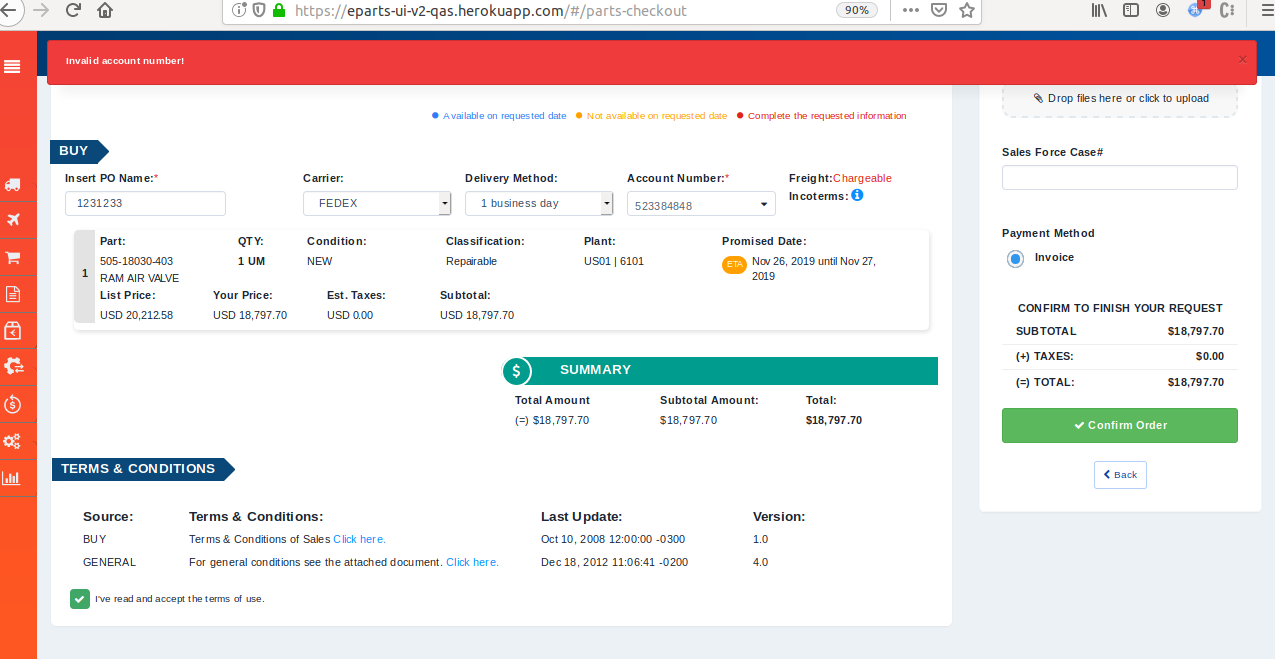 https://eparts-ui-v2-qas.herokuapp.com/#/parts-checkout
90%
1
Invalid account number!
×
Available on requested date Not available on requested date Complete the requested information
BUY
Insert PO Name:* Carrier: Delivery Method: Account Number:* Freight:Chargeable
Incoterms:
1231233 FEDEX 1 business day 523384848
1
Part: QTY: Condition: Classification: Plant: Promised Date:
505-18030-403 1 UM NEW Repairable US01 | 6101 ETA Nov 26, 2019 until Nov 27,
RAM AIR VALVE 2019
List Price: Your Price: Est. Taxes: Subtotal:
USD 20,212.58 USD 18,797.70 USD 0.00 USD 18,797.70
$ SUMMARY
Total Amount Subtotal Amount: Total:
(=) $18,797.70 $18,797.70 $18,797.70
TERMS & CONDITIONS
Source: Terms & Conditions: Last Update: Version:
BUY Terms & Conditions of Sales Click here. Oct 10, 2008 12:00:00 -0300 1.0
GENERAL For general conditions see the attached document. Click here. Dec 18, 2012 11:06:41 -0200 4.0
I've read and accept the terms of use.
Drop files here or click to upload
Sales Force Case#
Payment Method
Invoice
CONFIRM TO FINISH YOUR REQUEST
SUBTOTAL $18,797.70
(+) TAXES: $0.00
(=) TOTAL: $18,797.70
Confirm Order
Back